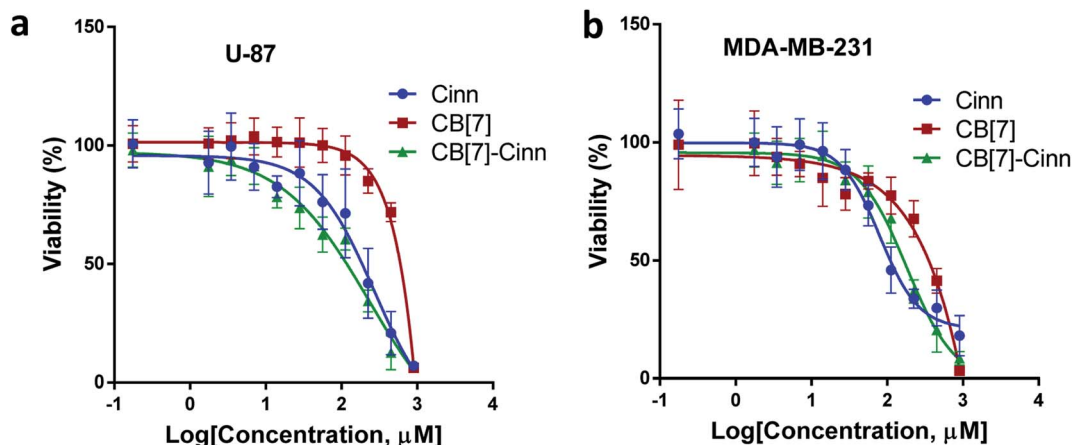 a
U-87
150
100
50
0
Viability (%)
Cinn
CB[7]
CB[7]-Cinn
-1 0 1 2 3 4
Log[Concentration, μM]
b
MDA-MB-231
150
100
50
0
Viability (%)
Cinn
CB[7]
CB[7]-Cinn
-1 0 1 2 3 4
Log[Concentration, μM]